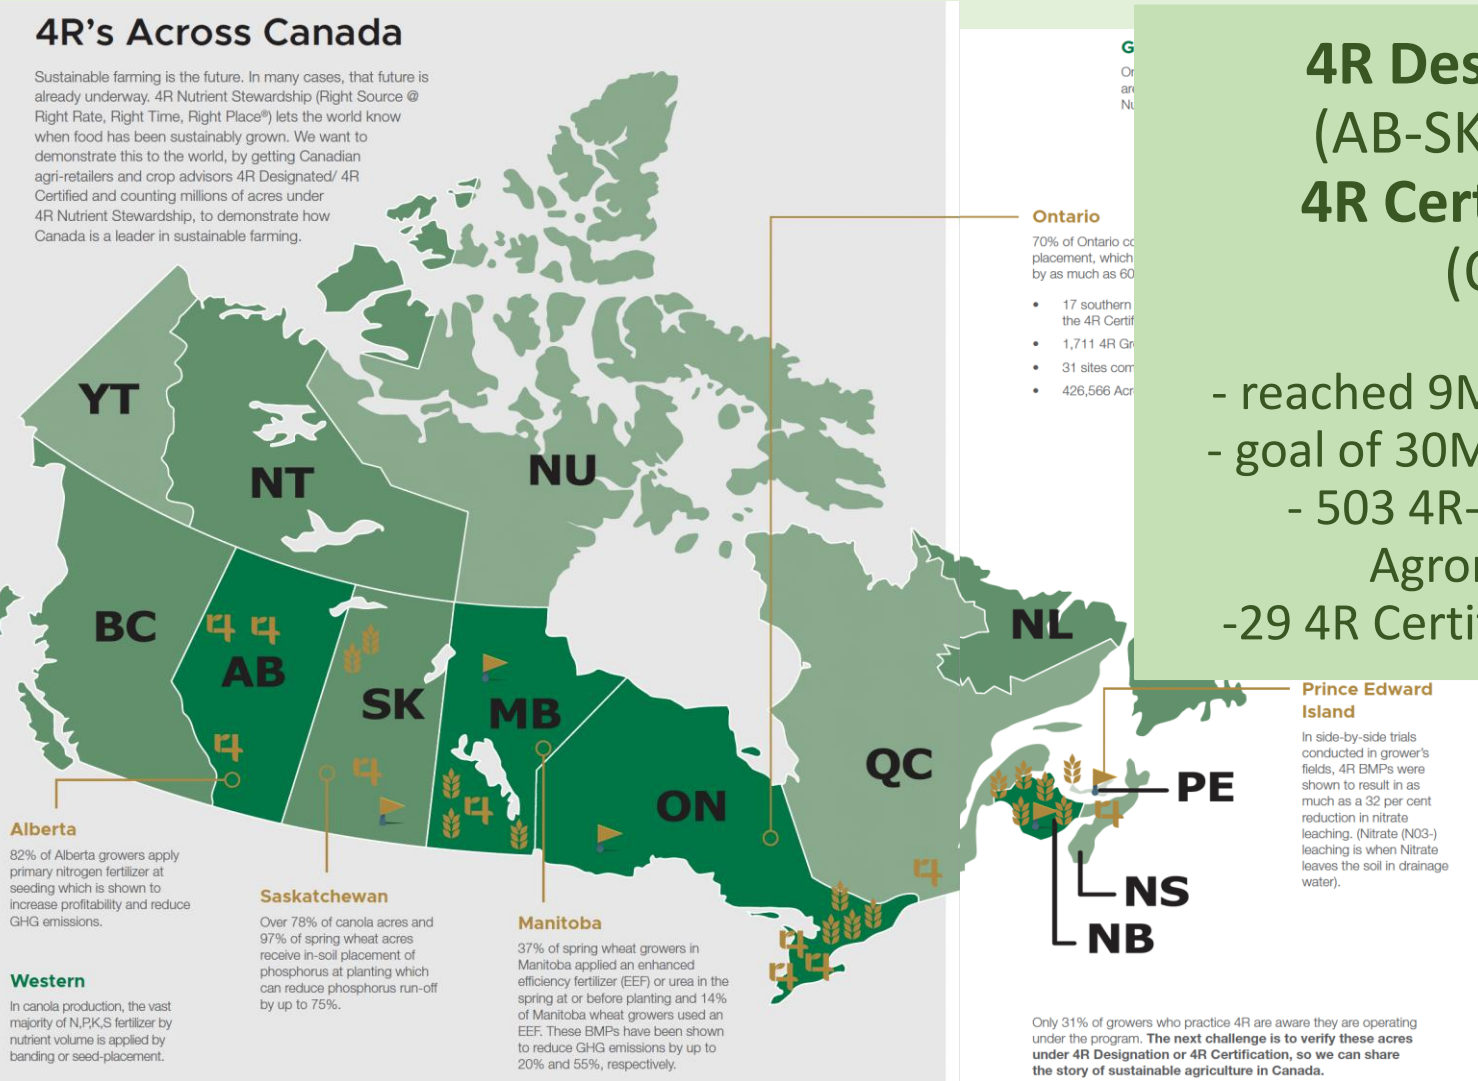 4R's Across Canada
Sustainable farming is the future. In many cases, that future is
already underway. 4R Nutrient Stewardship (Right Source @
Right Rate, Right Time, Right Place®) lets the world know
when food has been sustainably grown. We want to
demonstrate this to the world, by getting Canadian
agri-retailers and crop advisors 4R Designated/ 4R
Certified and counting millions of acres under
4R Nutrient Stewardship, to demonstrate how
Canada is a leader in sustainable farming.
YT
NT
NU
BC
AB
SK
MB
ON
QC
NL
PE
NS
NB
Alberta
82% of Alberta growers apply
primary nitrogen fertilizer at
seeding which is shown to
increase profitability and reduce
GHG emissions.
Western
In canola production, the vast
majority of N,P,K,S fertilizer by
nutrient volume is applied by
banding or seed-placement.
Saskatchewan
Over 78% of canola acres and
97% of spring wheat acres
receive in-soil placement of
phosphorus at planting which
can reduce phosphorus run-off
by up to 75%.
Manitoba
37% of spring wheat growers in
Manitoba applied an enhanced
efficiency fertilizer (EEF) or urea in the
spring at or before planting and 14%
of Manitoba wheat growers used an
EEF. These BMPs have been shown
to reduce GHG emissions by up to
20% and 55%, respectively.
Ontario
70% of Ontario
placement, which
by as much as 60
• 17 southern
the 4R
• 1,711 4R
• 31 sites
• 426,566
4R
(AB-SK
4R
- reached
- goal of
- 503 4R-
-29 4R
Prince Edward
Island
In side-by-side trials
conducted in grower's
fields, 4R BMPs were
shown to result in as
much as a 32 per cent
reduction in nitrate
leaching. (Nitrate (N03-)
leaching is when Nitrate
leaves the soil in drainage
water).
Only 31% of growers who practice 4R are aware they are operating
under the program. The next challenge is to verify these acres
under 4R Designation or 4R Certification, so we can share
the story of sustainable agriculture in Canada.